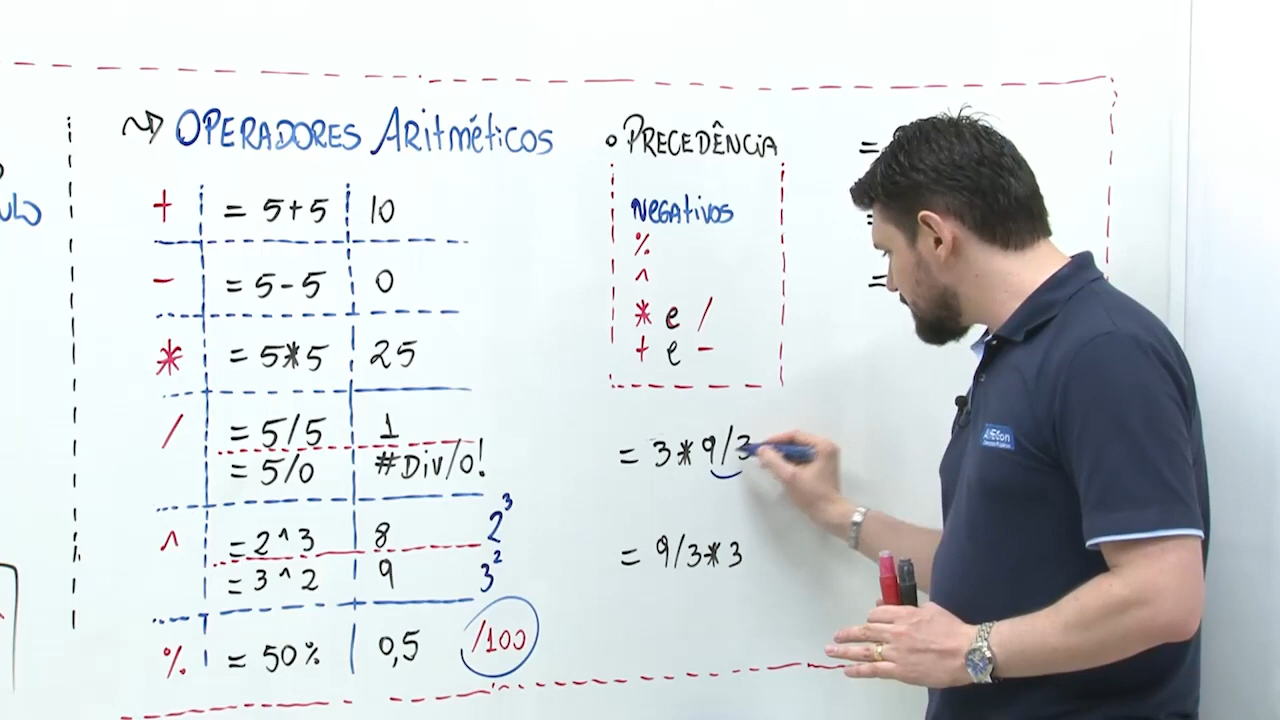 ULO
OPERADORES ARITMÉTICOS
+ = 5+5 10
- = 5-5 0
* = 5*5 25
/ = 5/5 1
= 5/0 #DIV/0!
^ = 2^3 8 2³
= 3^2 9 3²
% = 50% 0,5 /100
• PRECEDÊNCIA
NEGATIVOS
%
^
* e /
+ e -
= 3*9/3
= 9/3*3
=
=
=